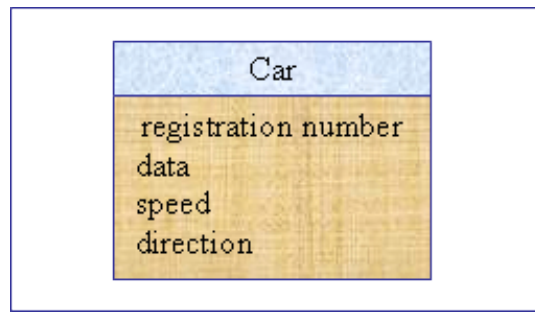 Car
registration number
data
speed
direction